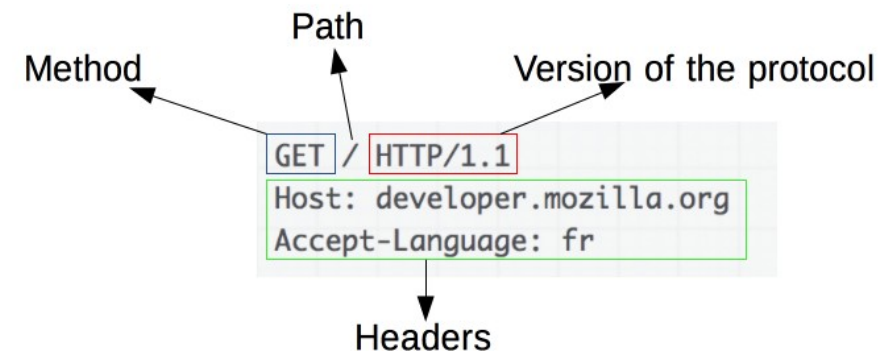 Path
Method
Version of the protocol
GET / HTTP/1.1
Host: developer.mozilla.org
Accept-Language: fr
Headers